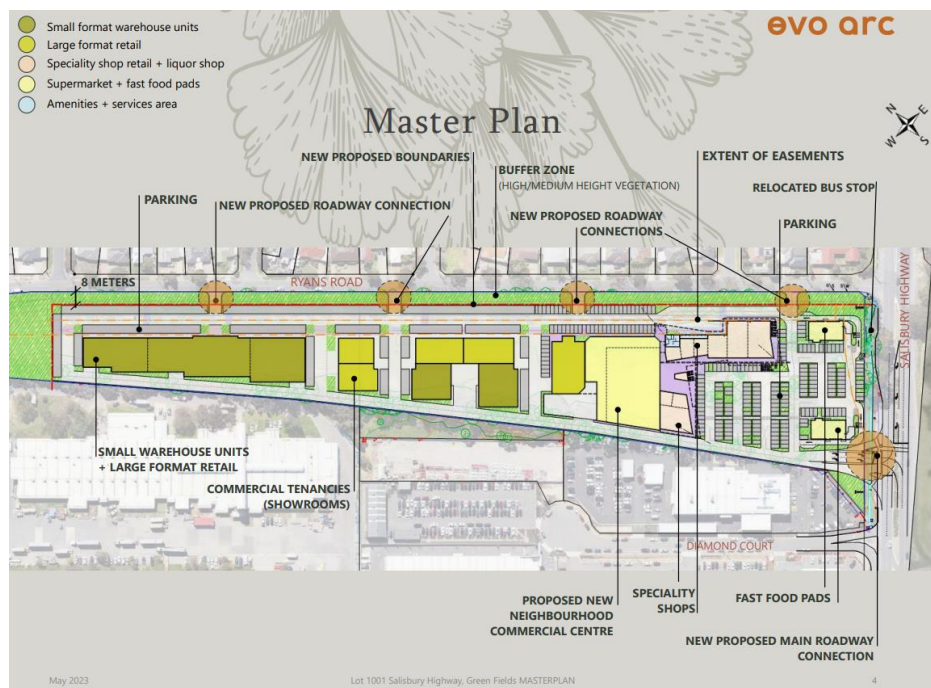 Small format warehouse units
Large format retail
Speciality shop retail + liquor shop
Supermarket + fast food pads
Amenities + services area
evo arc
N
E
W
S
Master Plan
NEW PROPOSED BOUNDARIES
EXTENT OF EASEMENTS
BUFFER ZONE
(HIGH/MEDIUM HEIGHT VEGETATION)
RELOCATED BUS STOP
PARKING
NEW PROPOSED ROADWAY CONNECTION
NEW PROPOSED ROADWAY
CONNECTIONS
PARKING
8 METERS
RYANS ROAD
SALISBURY HIGHWAY
SMALL WAREHOUSE UNITS
+ LARGE FORMAT RETAIL
COMMERCIAL TENANCIES
(SHOWROOMS)
DIAMOND COURT
PROPOSED NEW
NEIGHBOURHOOD
COMMERCIAL CENTRE
SPECIALITY
SHOPS
FAST FOOD PADS
NEW PROPOSED MAIN ROADWAY
CONNECTION
May 2023
Lot 1001 Salisbury Highway, Green Fields MASTERPLAN
4